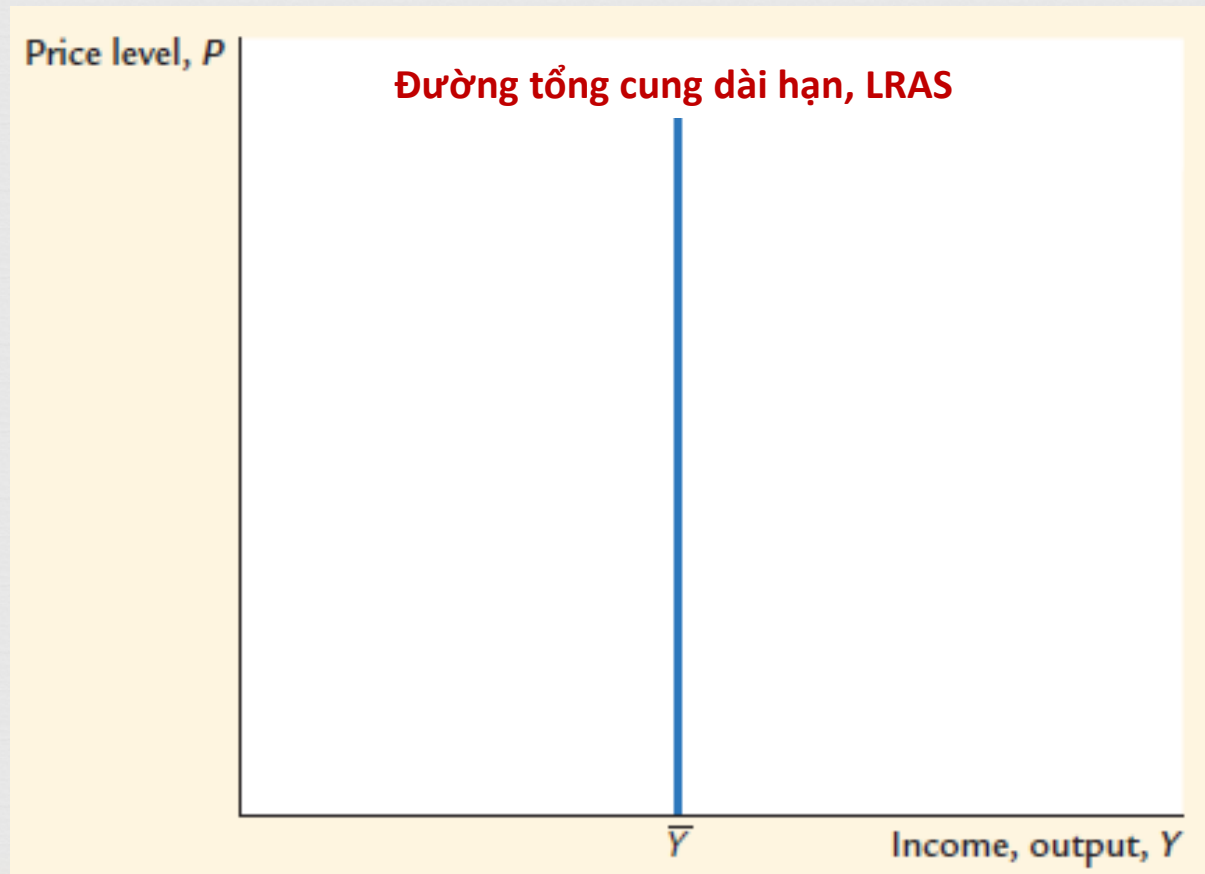 Price level, P
Đường tổng cung dài hạn, LRAS
Y̅
Income, output, Y